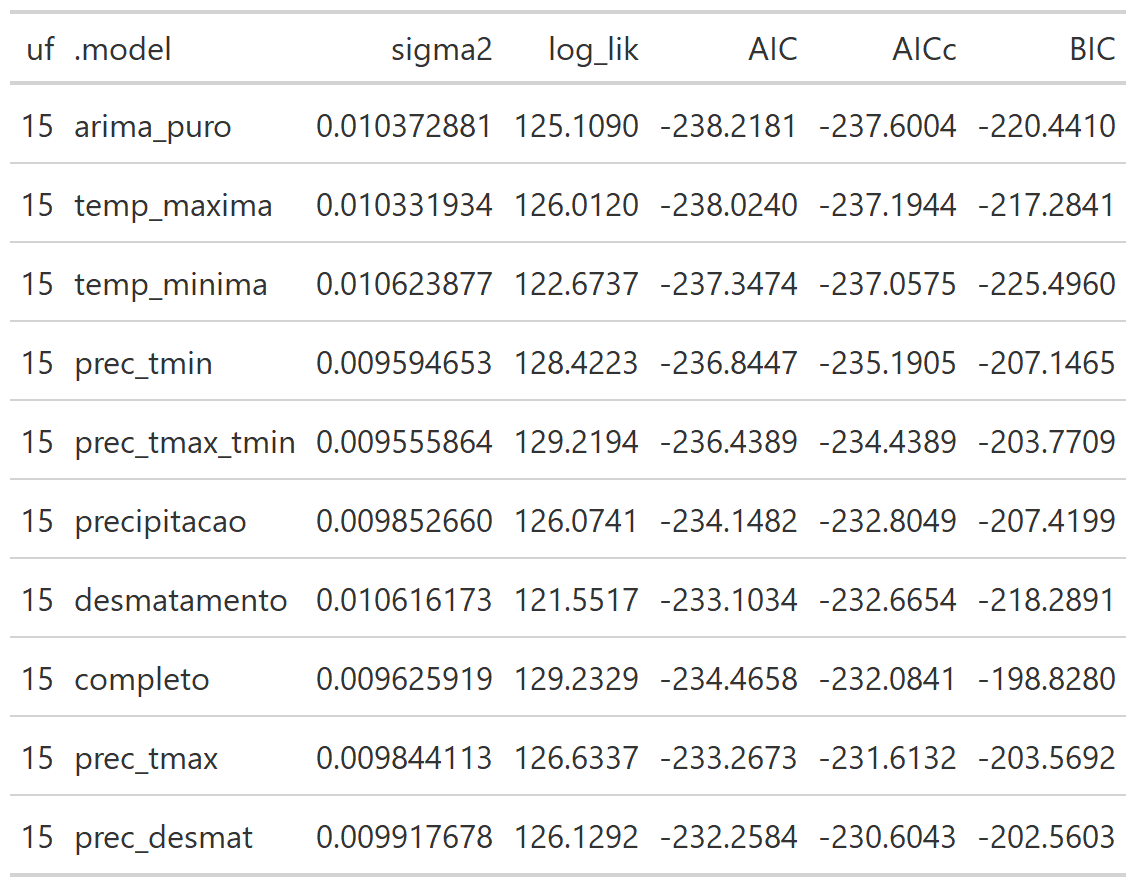 uf .model sigma2 log_lik AIC AICc BIC
15 arima_puro 0.010372881 125.1090 -238.2181 -237.6004 -220.4410
15 temp_maxima 0.010331934 126.0120 -238.0240 -237.1944 -217.2841
15 temp_minima 0.010623877 122.6737 -237.3474 -237.0575 -225.4960
15 prec_tmin 0.009594653 128.4223 -236.8447 -235.1905 -207.1465
15 prec_tmax_tmin 0.009555864 129.2194 -236.4389 -234.4389 -203.7709
15 precipitacao 0.009852660 126.0741 -234.1482 -232.8049 -207.4199
15 desmatamento 0.010616173 121.5517 -233.1034 -232.6654 -218.2891
15 completo 0.009625919 129.2329 -234.4658 -232.0841 -198.8280
15 prec_tmax 0.009844113 126.6337 -233.2673 -231.6132 -203.5692
15 prec_desmat 0.009917678 126.1292 -232.2584 -230.6043 -202.5603